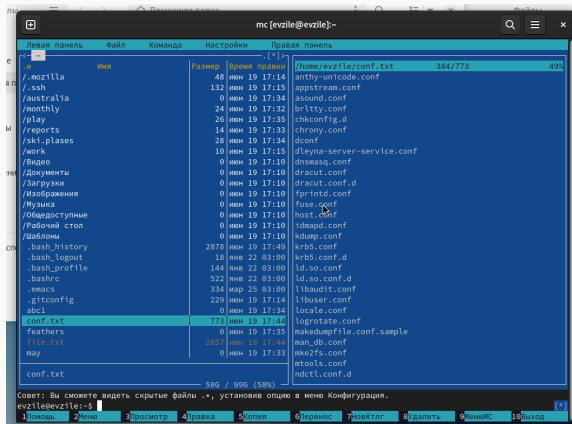 mc [evzile@evzile]:~
Левая панель Файл Команда Настройки Правая панель
<— ~ .[^]>
.и Имя Размер Время правки
/.mozilla 48 июн 19 17:14
/.ssh 132 июн 19 17:15
/australia 0 июн 19 17:34
/monthly 24 июн 19 17:32
/play 26 июн 19 17:35
/reports 14 июн 19 17:33
/ski.plases 28 июн 19 17:34
/work 10 июн 19 17:15
/Видео 0 июн 19 17:10
/Документы 0 июн 19 17:10
/Загрузки 0 июн 19 17:10
/Изображения 0 июн 19 17:10
/Музыка 0 июн 19 17:10
/Общедоступные 0 июн 19 17:10
/Рабочий стол 0 июн 19 17:10
/Шаблоны 0 июн 19 17:10
.bash_history 2878 июн 19 17:49
.bash_logout 18 янв 22 03:00
.bash_profile 144 янв 22 03:00
.bashrc 522 янв 22 03:00
.emacs 334 мар 25 03:00
.gitconfig 229 июн 19 17:14
abc1 0 июн 19 17:34
conf.txt 773 июн 19 17:44
feathers 0 июн 19 17:35
file.txt 2857 июн 19 17:44
may 0 июн 19 17:33
conf.txt
58G / 99G (58%)
/home/evzile/conf.txt 384/773 49%
anthy-unicode.conf
appstream.conf
asound.conf
brltty.conf
chkconfig.d
chrony.conf
dconf
dleyna-server-service.conf
dnsmasq.conf
dracut.conf
dracut.conf.d
fprintd.conf
fuse.conf
host.conf
idmapd.conf
kdump.conf
krb5.conf
krb5.conf.d
ld.so.conf
ld.so.conf.d
libaudit.conf
libuser.conf
locale.conf
logrotate.conf
makedumpfile.conf.sample
man_db.conf
mke2fs.conf
mtools.conf
ndctl.conf.d
Совет: Вы сможете видеть скрытые файлы .*, установив опцию в меню Конфигурация.
evzile@evzile:~$ [^]
1Помощь 2Меню 3Просмотр 4Правка 5Копия 6Перенос 7НовКтлг 8Удалить 9МенюMC 10Выход